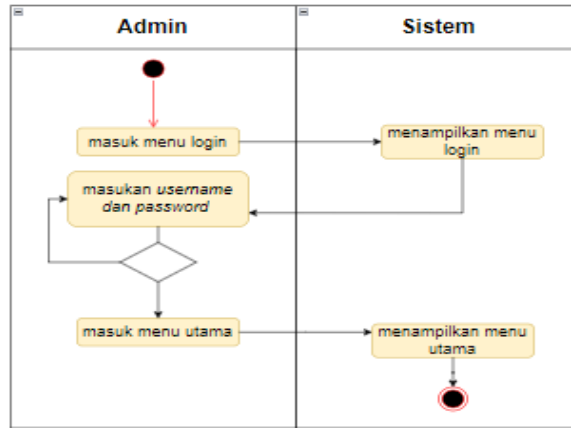 Admin
Sistem
masuk menu login
menampilkan menu
login
masukan username
dan password
masuk menu utama
menampilkan menu
utama